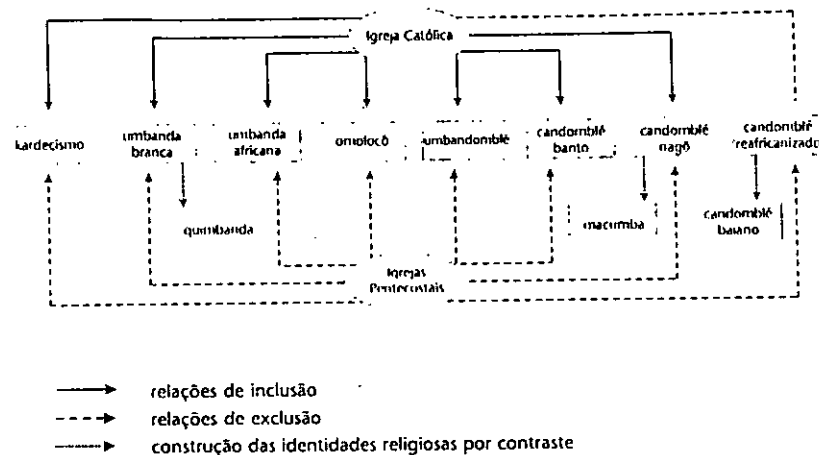 Igreja Católica
kardecismo
umbanda
branca
umbanda
africana
omolocô
umbandomblé
candomblé
banto
candomblé
nagô
candomblé
reafricanizado
quimbanda
macumba
candomblé
baiano
Igrejas
Pentecostais
relações de inclusão
relações de exclusão
construção das identidades religiosas por contraste